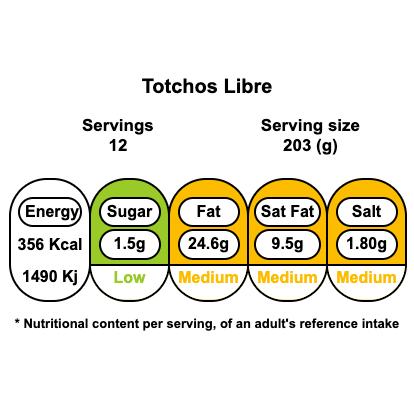 Totchos Libre
Servings
12
Serving size
203 (g)
Energy Sugar Fat Sat Fat Salt
356 Kcal 1.5g 24.6g 9.5g 1.80g
1490 Kj Low Medium Medium Medium
* Nutritional content per serving, of an adult's reference intake